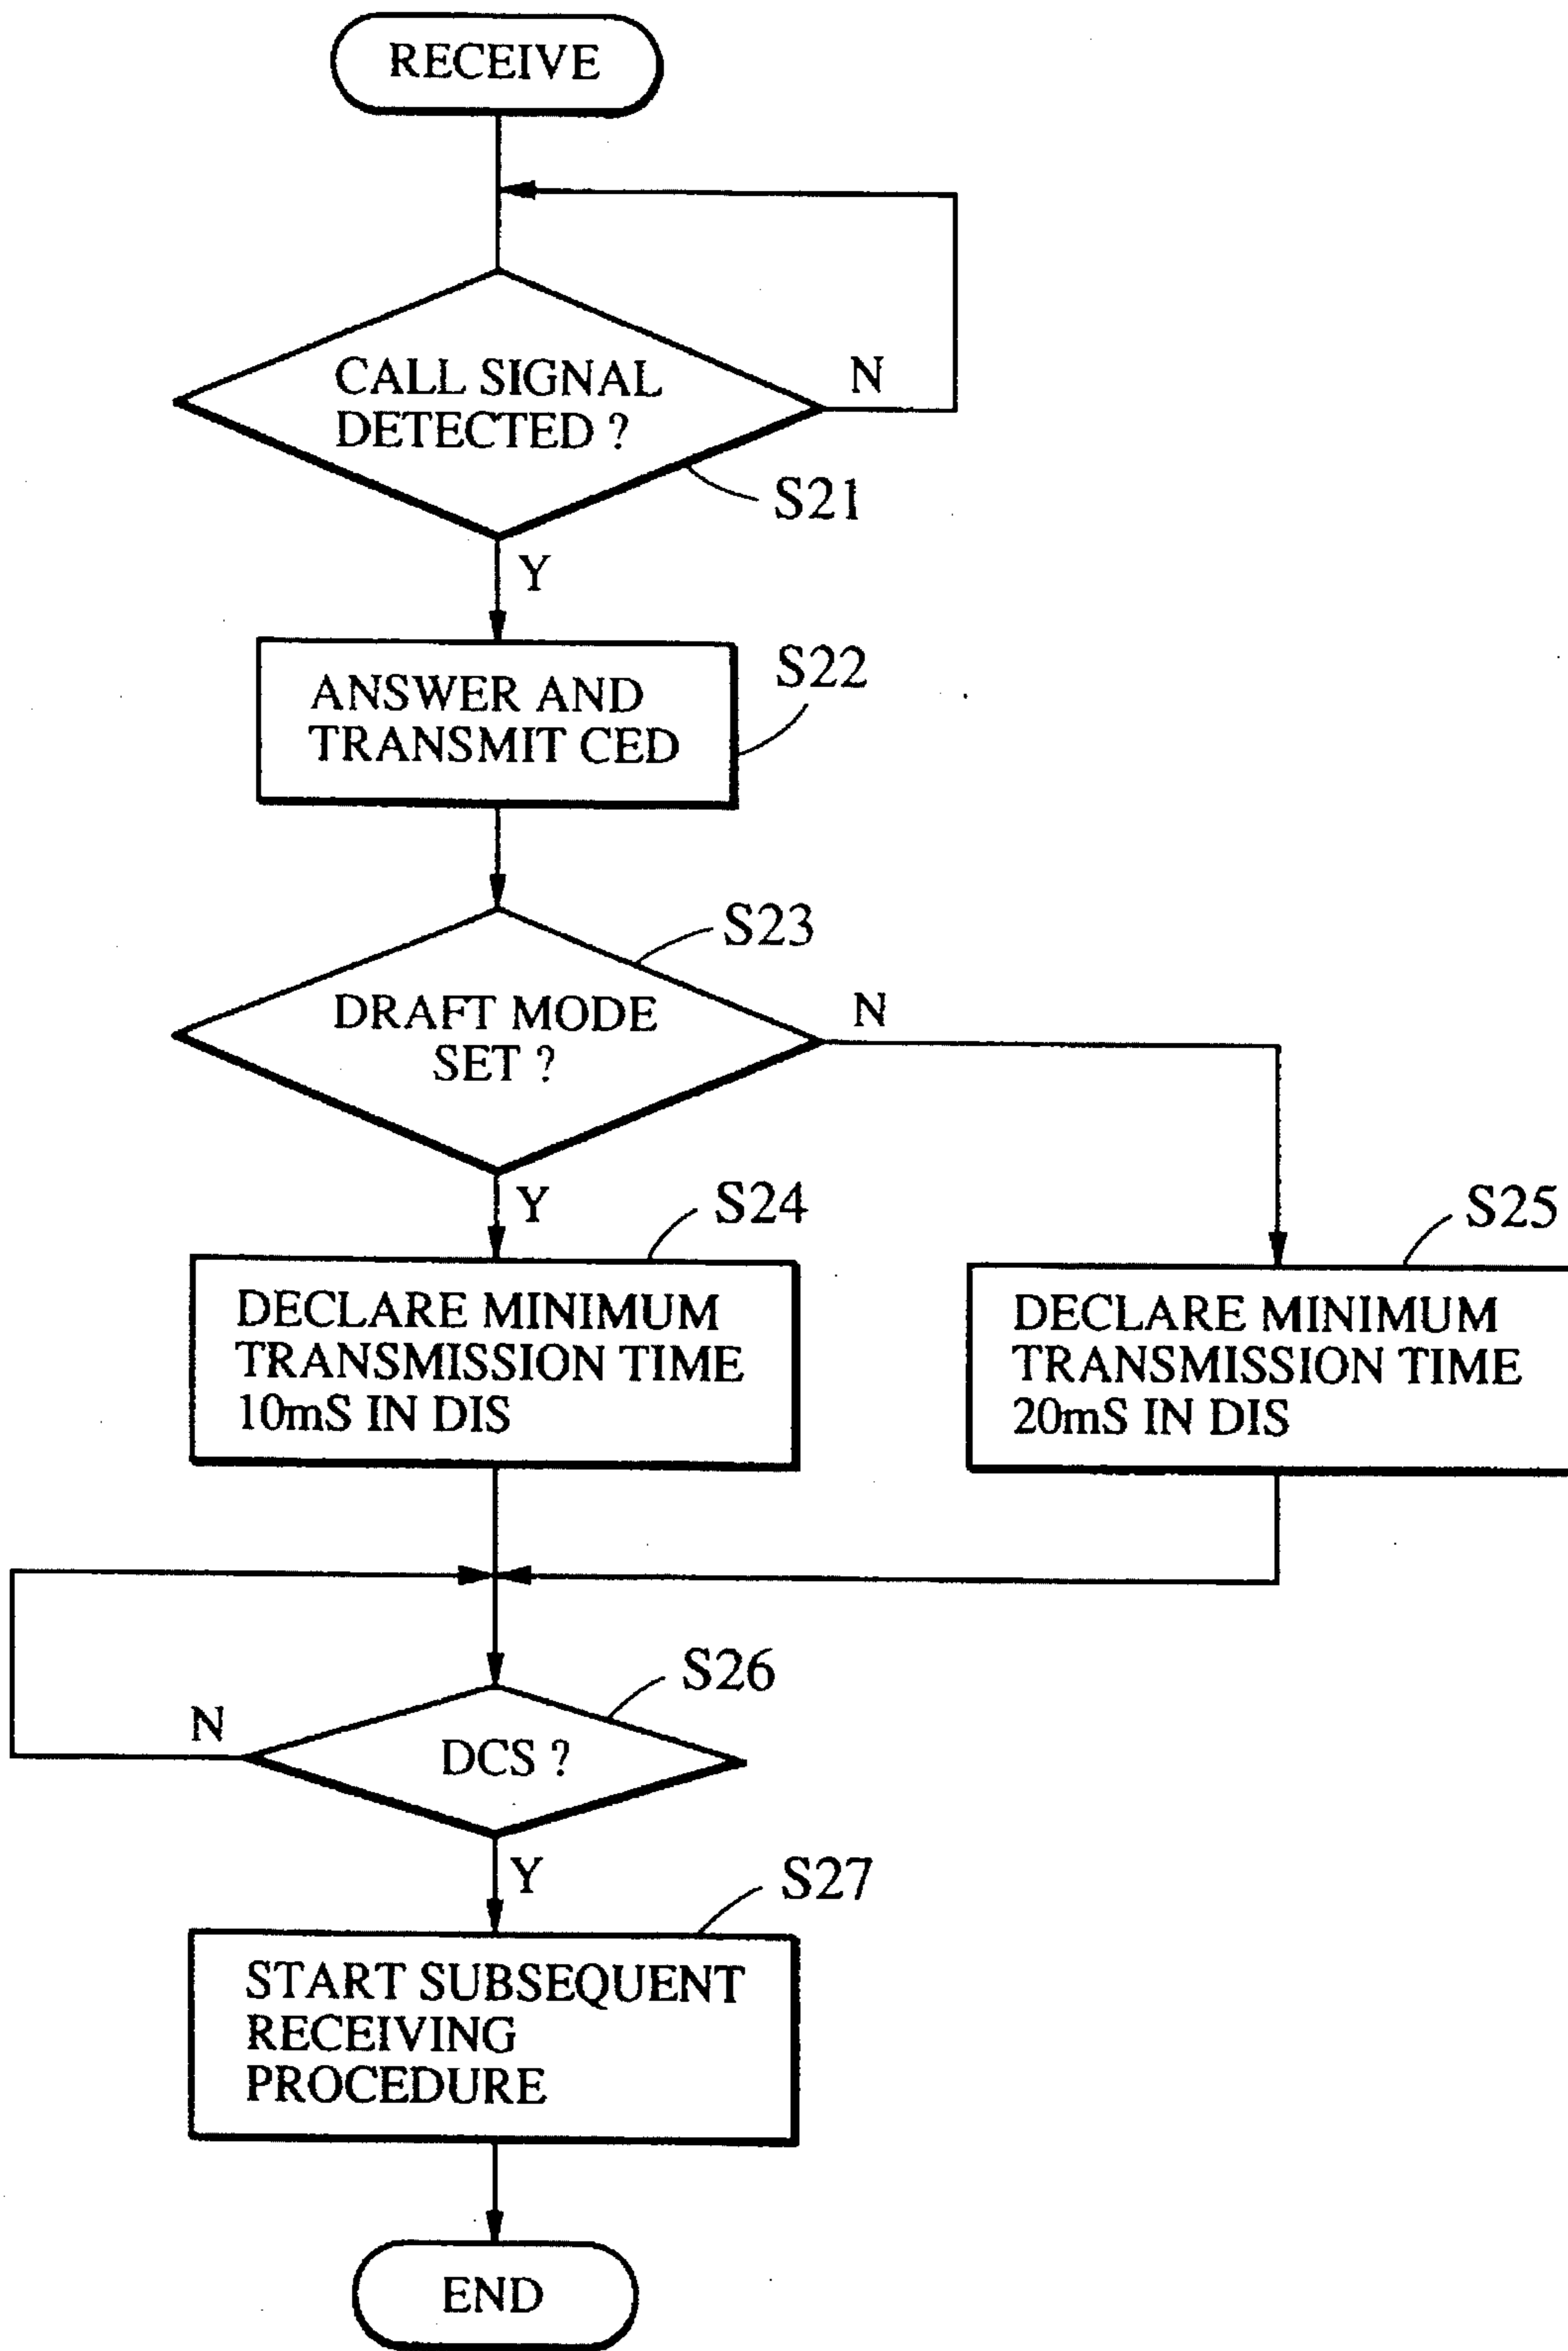 RECEIVE
CALL SIGNAL
DETECTED ?
N
S21
Y
ANSWER AND
TRANSMIT CED
S22
S23
DRAFT MODE
SET ?
N
Y
S24
S25
DECLARE MINIMUM
TRANSMISSION TIME
10mS IN DIS
DECLARE MINIMUM
TRANSMISSION TIME
20mS IN DIS
S26
N
DCS ?
Y
S27
START SUBSEQUENT
RECEIVING
PROCEDURE
END